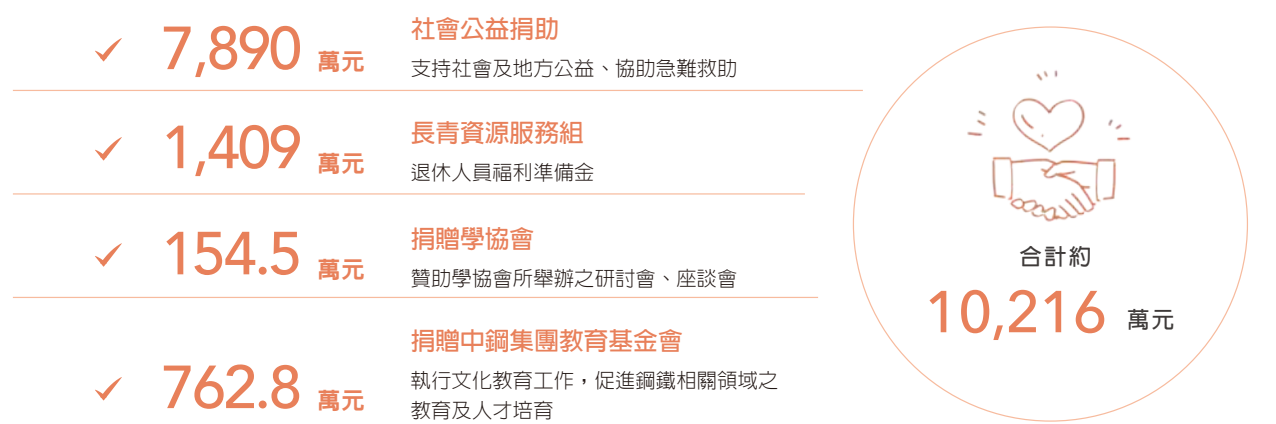 7,890 萬元
社會公益捐助
支持社會及地方公益、協助急難救助
1,409 萬元
長青資源服務組
退休人員福利準備金
154.5 萬元
捐贈學協會
贊助學協會所舉辦之研討會、座談會
762.8 萬元
捐贈中鋼集團教育基金會
執行文化教育工作，促進鋼鐵相關領域之
教育及人才培育
合計約
10,216 萬元